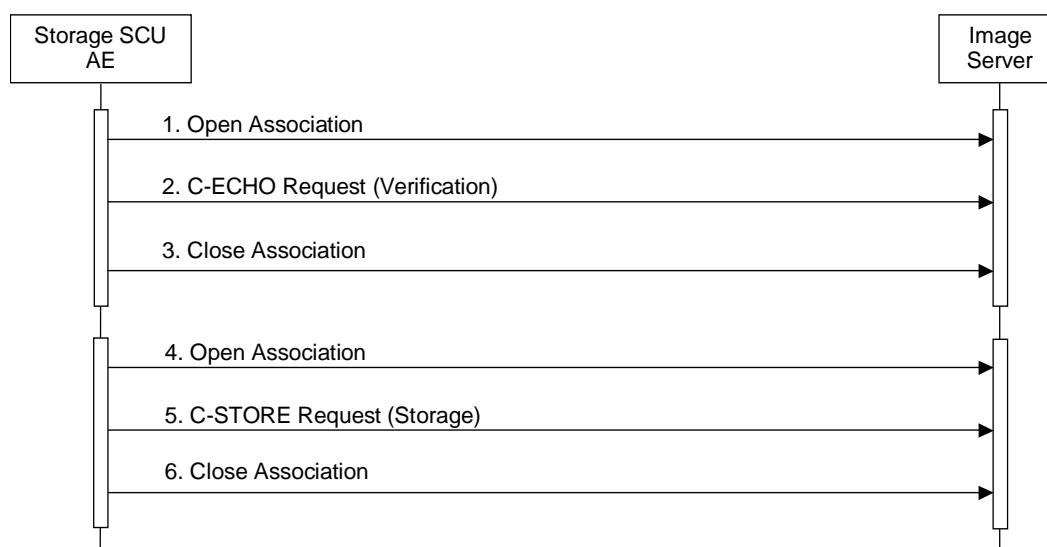 Storage SCU
AE
Image
Server
1. Open Association
2. C-ECHO Request (Verification)
3. Close Association
4. Open Association
5. C-STORE Request (Storage)
6. Close Association